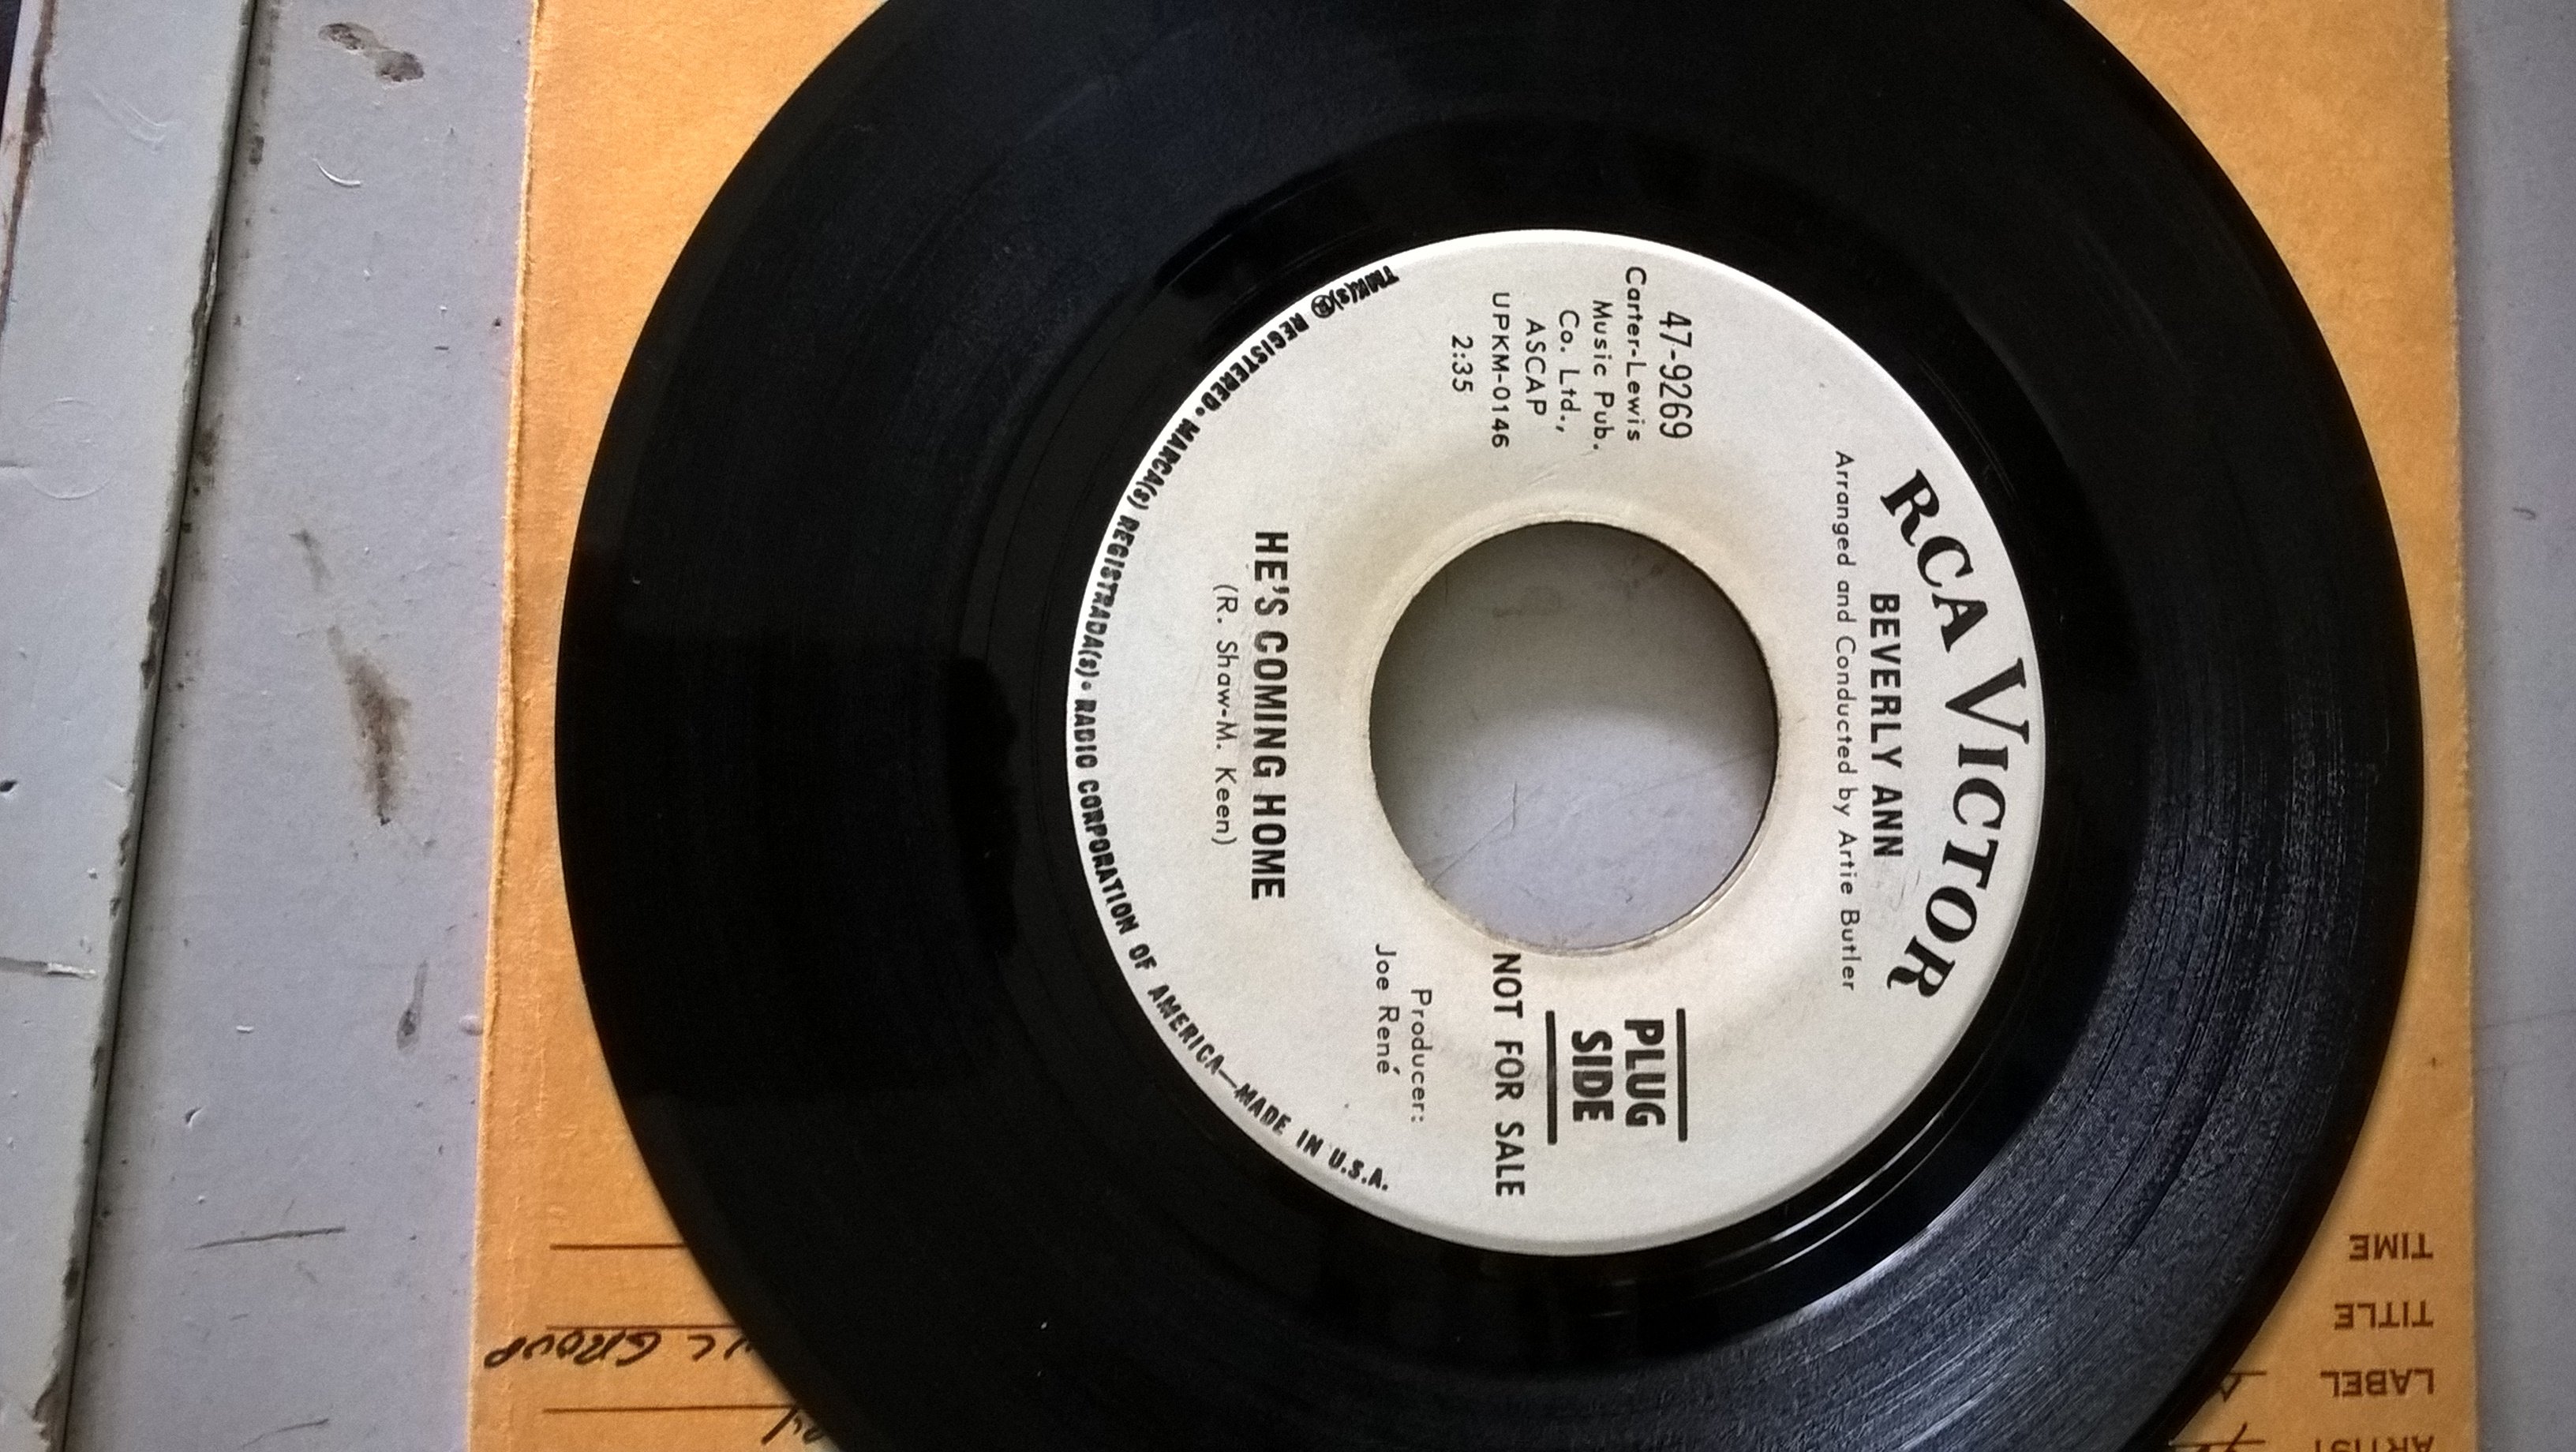 RCA VICTOR
BEVERLY ANN
Arranged and Conducted by Artie Butler
47-9269
Carter-Lewis
Music Pub.
Co. Ltd.,
ASCAP
UPKM-0146
2:35
PLUG
SIDE
NOT FOR SALE
Producer:
Joe René
HE'S COMING HOME
(R. Shaw-M. Keen)
TMK(s) ® REGISTERED • MARCA(s) REGISTRADA(s) • RADIO CORPORATION OF AMERICA—MADE IN U.S.A.
ARTIST
LABEL
TITLE
GROUP
TIME